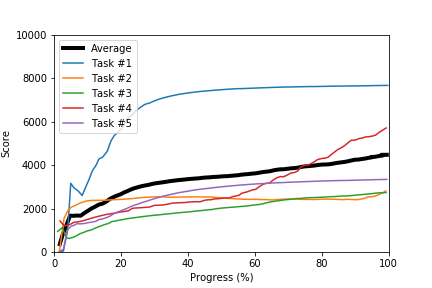 10000
8000
6000
4000
2000
0
Score
Average
Task #1
Task #2
Task #3
Task #4
Task #5
0 20 40 60 80 100
Progress (%)